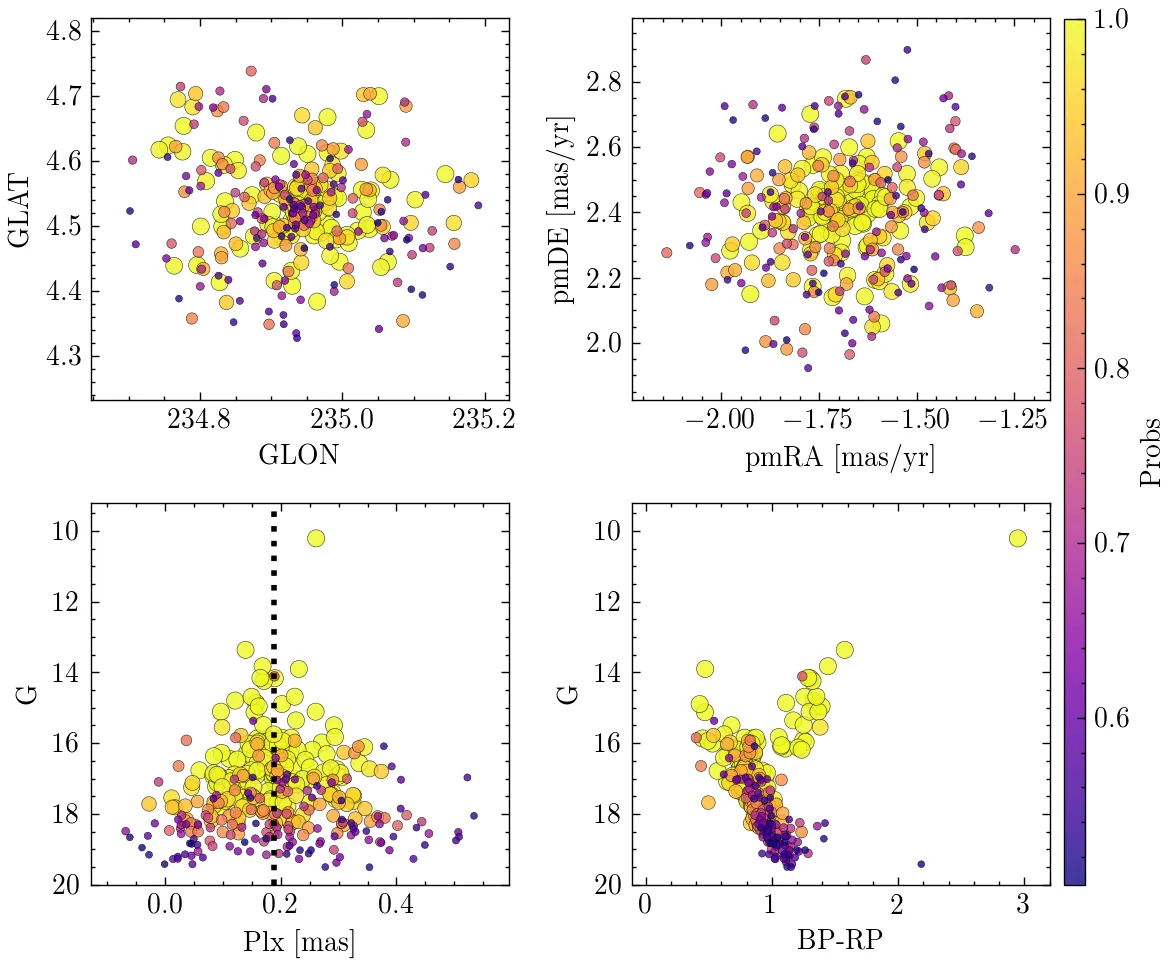 4.8
4.7
4.6
4.5
4.4
4.3
GLAT
234.8 235.0 235.2
GLON
2.8
2.6
2.4
2.2
2.0
pmDE [mas/yr]
−2.00 −1.75 −1.50 −1.25
pmRA [mas/yr]
1.0
0.9
0.8
0.7
0.6
Probs
10
12
14
16
18
20
G
0.0 0.2 0.4
Plx [mas]
10
12
14
16
18
20
G
0 1 2 3
BP-RP